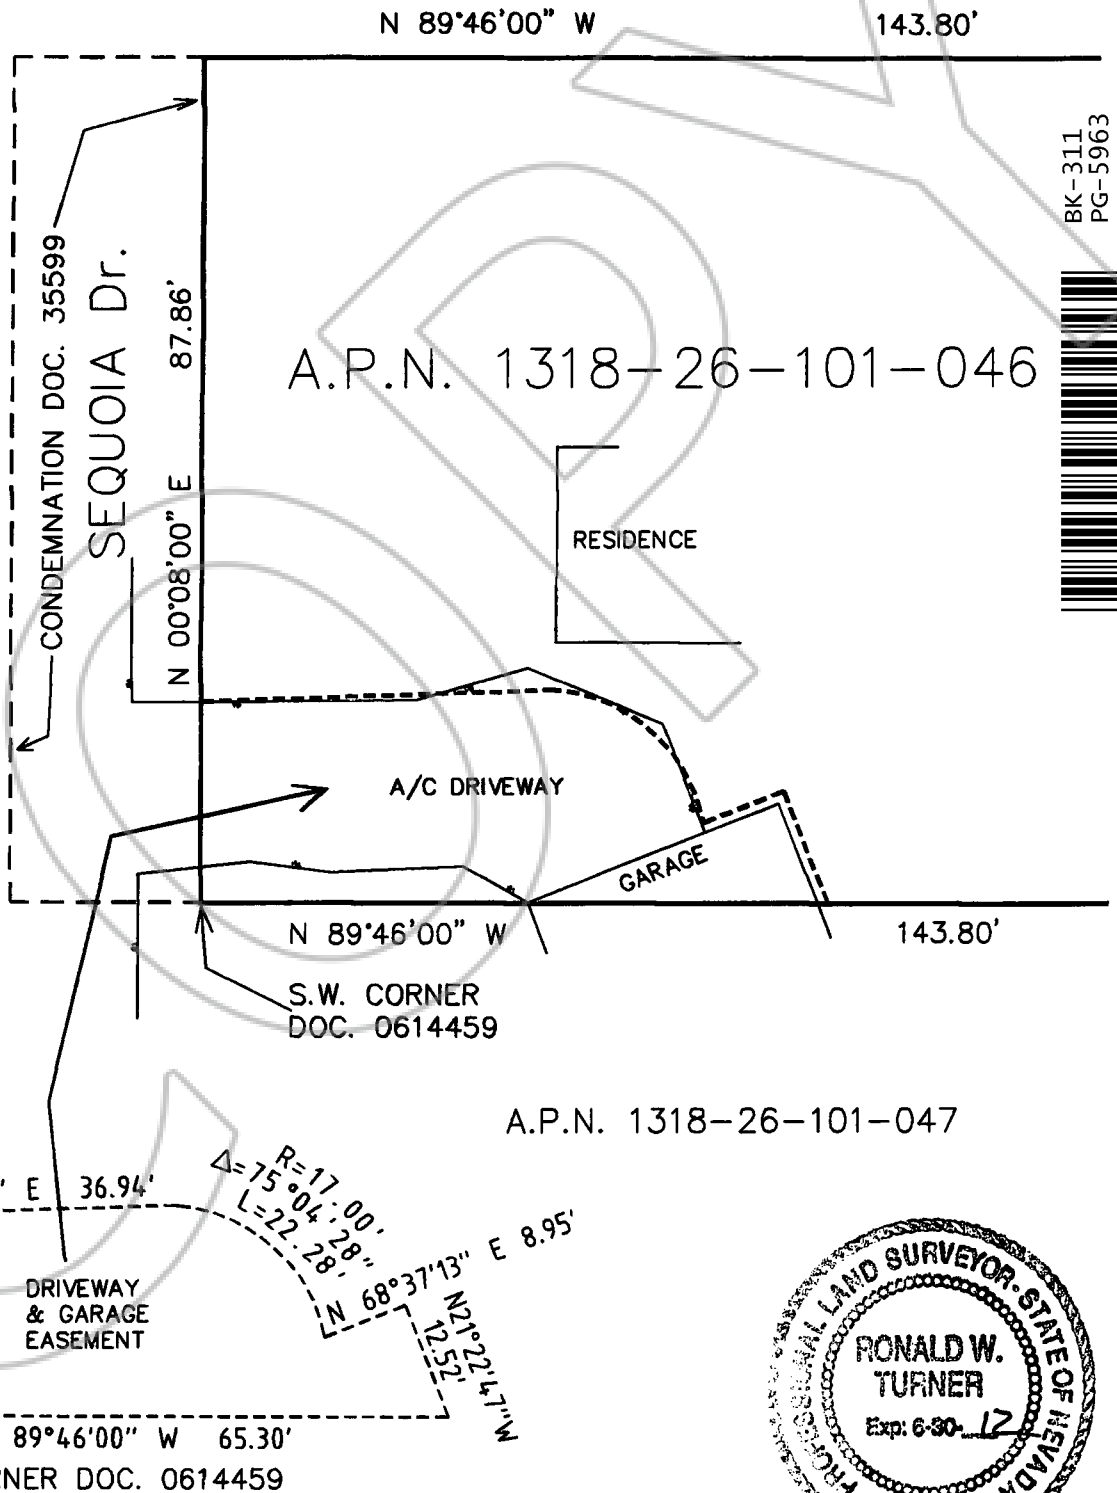 N 89°46'00" W 143.80'
BK-311
PG-5963
CONDEMNATION DOC. 35599
SEQUOIA Dr.
N 00°08'00" E 87.86'
A.P.N. 1318-26-101-046
RESIDENCE
A/C DRIVEWAY
GARAGE
N 89°46'00" W 143.80'
S.W. CORNER
DOC. 0614459
A.P.N. 1318-26-101-047
' E 36.94'
R=17.00'
Δ=75°04'28"
L=22.28'
N 68°37'13" E 8.95'
N21°22'47"W
12.52'
DRIVEWAY
& GARAGE
EASEMENT
89°46'00" W 65.30'
RNER DOC. 0614459
PROFESSIONAL LAND SURVEYOR-STATE OF NEVADA
RONALD W.
TURNER
Exp: 6-30-12
COPY